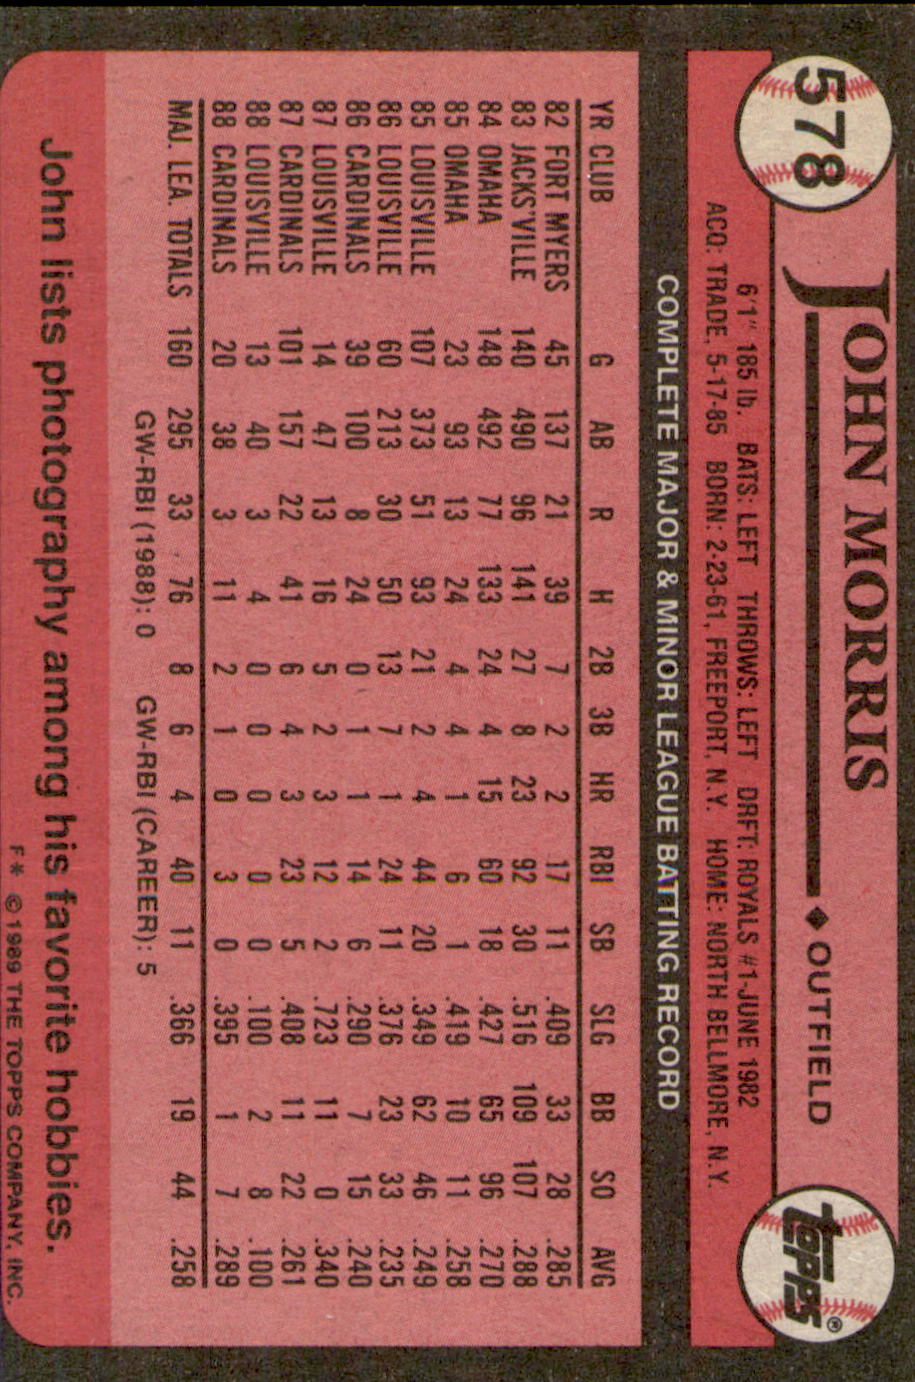 578
JOHN MORRIS ◆ OUTFIELD
topps®
6'1" 185 lb. BATS: LEFT THROWS: LEFT DRFT: ROYALS #1-JUNE 1982
ACQ: TRADE, 5-17-85 BORN: 2-23-61, FREEPORT, N.Y. HOME: NORTH BELLMORE, N.Y.
COMPLETE MAJOR & MINOR LEAGUE BATTING RECORD
YR CLUB G AB R H 2B 3B HR RBI SB SLG BB SO AVG
82 FORT MYERS 45 137 21 39 7 2 2 17 11 .409 33 28 .285
83 JACKS'VILLE 140 490 96 141 27 8 23 92 30 .516 109 107 .288
84 OMAHA 148 492 77 133 24 4 15 60 18 .427 65 96 .270
85 OMAHA 23 93 13 24 4 4 1 6 1 .419 10 11 .258
85 LOUISVILLE 107 373 51 93 21 2 4 44 20 .349 62 46 .249
86 LOUISVILLE 60 213 30 50 13 7 1 24 11 .376 23 33 .235
86 CARDINALS 39 100 8 24 0 1 1 14 6 .290 7 15 .240
87 LOUISVILLE 14 47 13 16 5 2 3 12 2 .723 11 0 .340
87 CARDINALS 101 157 22 41 6 4 3 23 5 .408 11 22 .261
88 LOUISVILLE 13 40 3 4 0 0 0 0 0 .100 2 8 .100
88 CARDINALS 20 38 3 11 2 1 0 3 0 .395 1 7 .289
MAJ. LEA. TOTALS 160 295 33 76 8 6 4 40 11 .366 19 44 .258
GW-RBI (1988): 0 GW-RBI (CAREER): 5
John lists photography among his favorite hobbies.
F* © 1989 THE TOPPS COMPANY, INC.